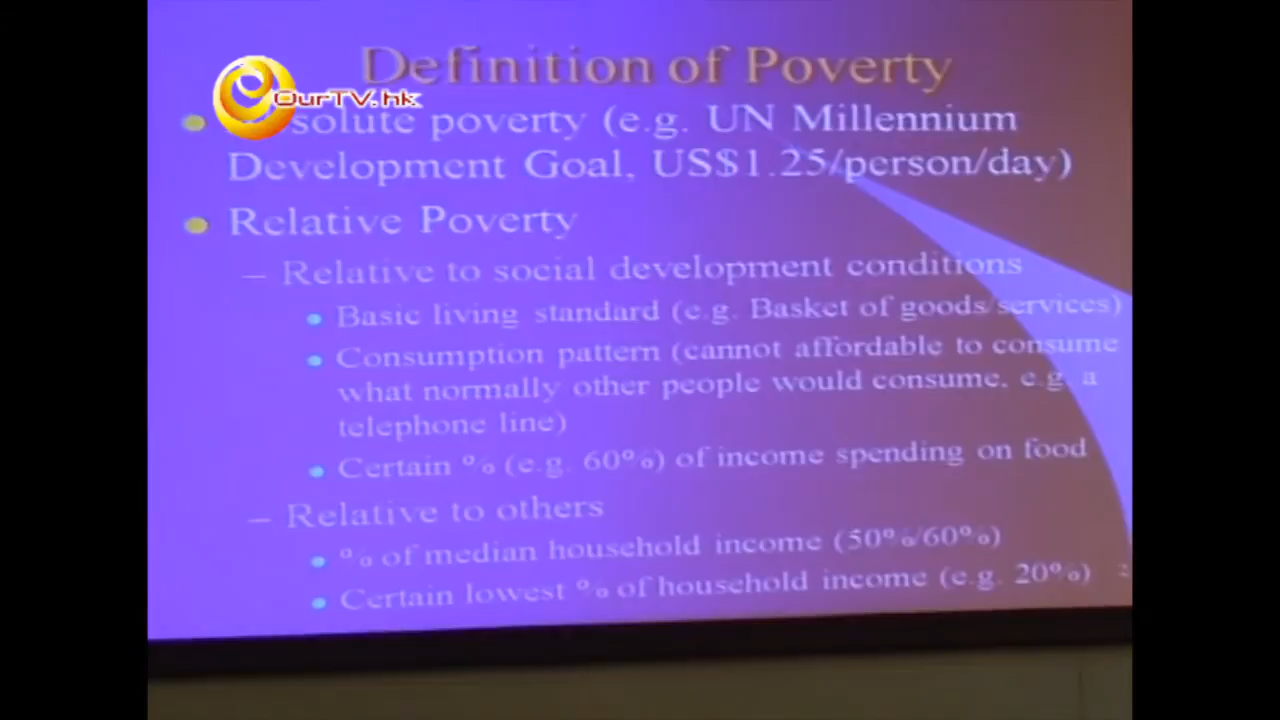 Definition of Poverty
OurTV.hk
solute poverty (e.g. UN Millennium
Development Goal, US$1.25/person/day)
Relative Poverty
– Relative to social development conditions
Basic living standard (e.g. Basket of goods/services)
Consumption pattern (cannot affordable to consume
what normally other people would consume, e.g. a
telephone line)
Certain % (e.g. 60%) of income spending on food
– Relative to others
% of median household income (50%/60%)
Certain lowest % of household income (e.g. 20%)